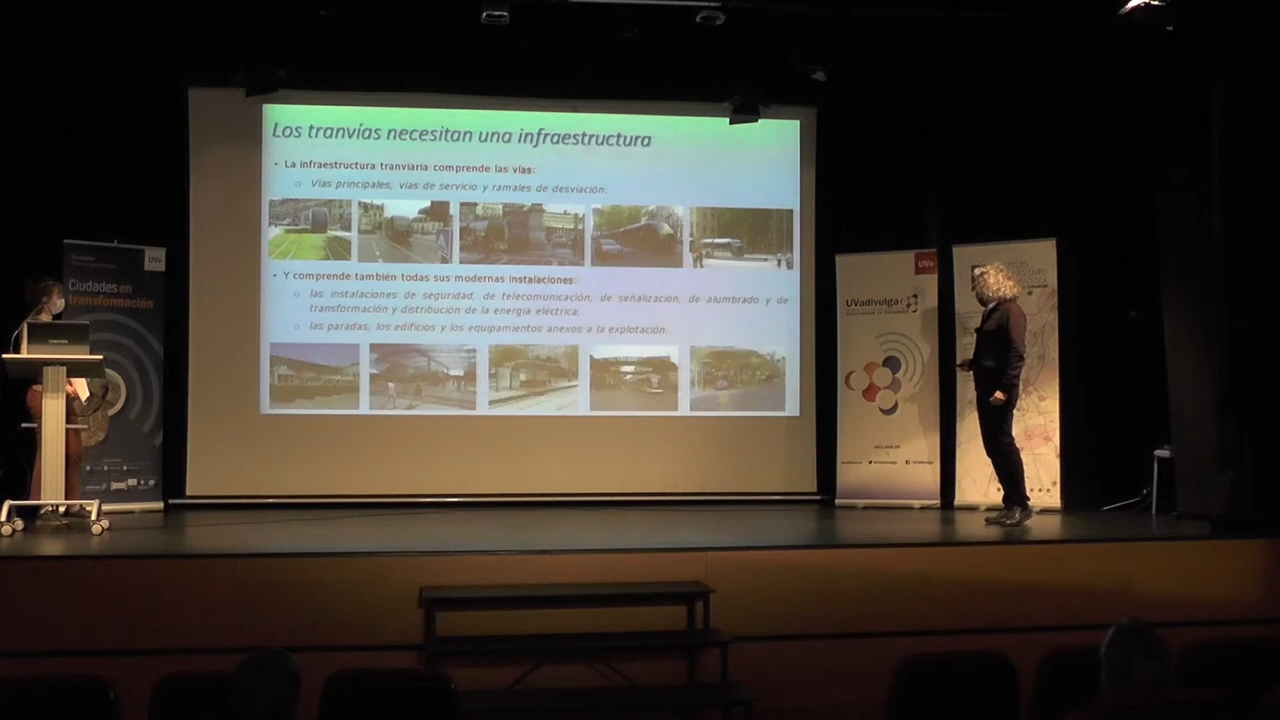 Los tranvías necesitan una infraestructura
• La infraestructura tranviaria comprende las vías:
o Vías principales, vías de servicio y ramales de desviación.
• Y comprende también todas sus modernas instalaciones:
o las instalaciones de seguridad, de telecomunicación, de señalización, de alumbrado y de
transformación y distribución de la energía eléctrica,
o las paradas, los edificios y los equipamientos anexos a la explotación.
UVa
Ciudades en
transformación
UVa
UVadivulga